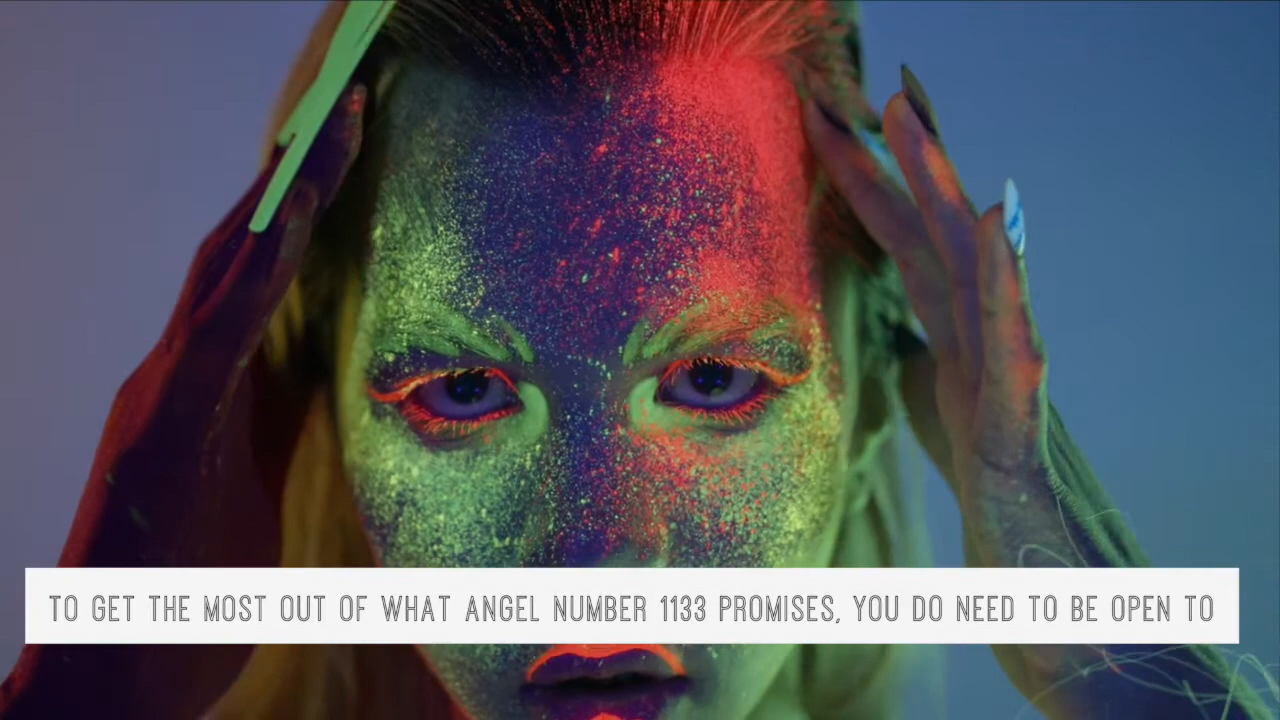 TO GET THE MOST OUT OF WHAT ANGEL NUMBER 1133 PROMISES, YOU DO NEED TO BE OPEN TO